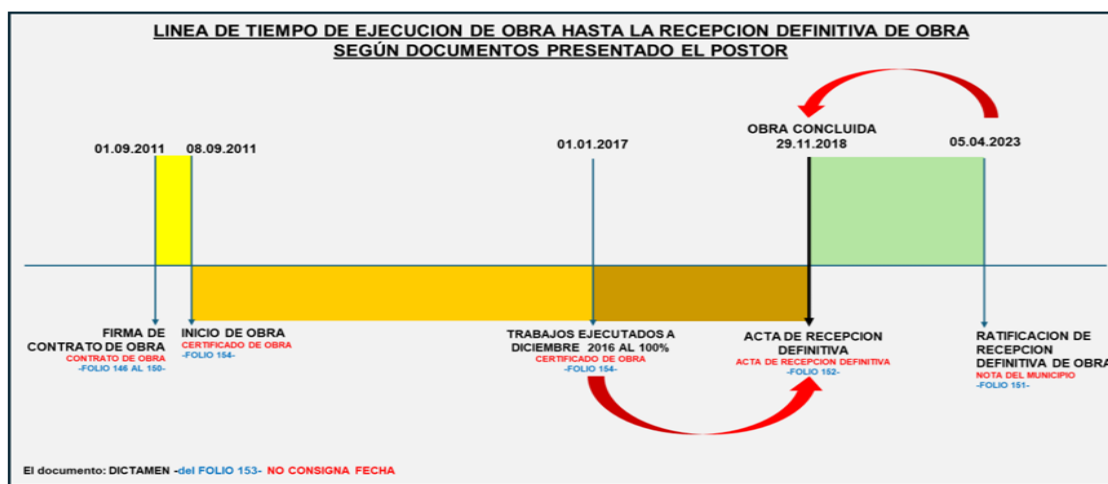 LINEA DE TIEMPO DE EJECUCION DE OBRA HASTA LA RECEPCION DEFINITIVA DE OBRA
SEGÚN DOCUMENTOS PRESENTADO EL POSTOR
01.09.2011
08.09.2011
01.01.2017
OBRA CONCLUIDA
29.11.2018
05.04.2023
FIRMA DE
CONTRATO DE OBRA
CONTRATO DE OBRA
-FOLIO 146 AL 150-
INICIO DE OBRA
CERTIFICADO DE OBRA
-FOLIO 154-
TRABAJOS EJECUTADOS A
DICIEMBRE 2016 AL 100%
CERTIFICADO DE OBRA
-FOLIO 154-
ACTA DE RECEPCION
DEFINITIVA
ACTA DE RECEPCION DEFINITIVA
-FOLIO 152-
RATIFICACION DE
RECEPCION
DEFINITIVA DE OBRA
NOTA DEL MUNICIPIO
-FOLIO 151-
El documento: DICTAMEN -del FOLIO 153- NO CONSIGNA FECHA